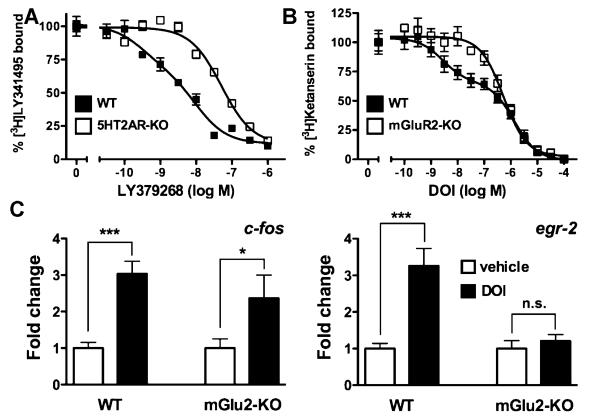 A
B
% [³H]LY341495 bound
100
75
50
25
0
WT
5HT2AR-KO
0
-10
-9
-8
-7
-6
LY379268 (log M)
% [³H]Ketanserin bound
125
100
75
50
25
0
WT
mGluR2-KO
0
-10
-9
-8
-7
-6
-5
-4
DOI (log M)
C
c-fos
Fold change
4
3
2
1
0
***
*
WT
mGlu2-KO
egr-2
Fold change
4
3
2
1
0
***
vehicle
DOI
n.s.
WT
mGlu2-KO